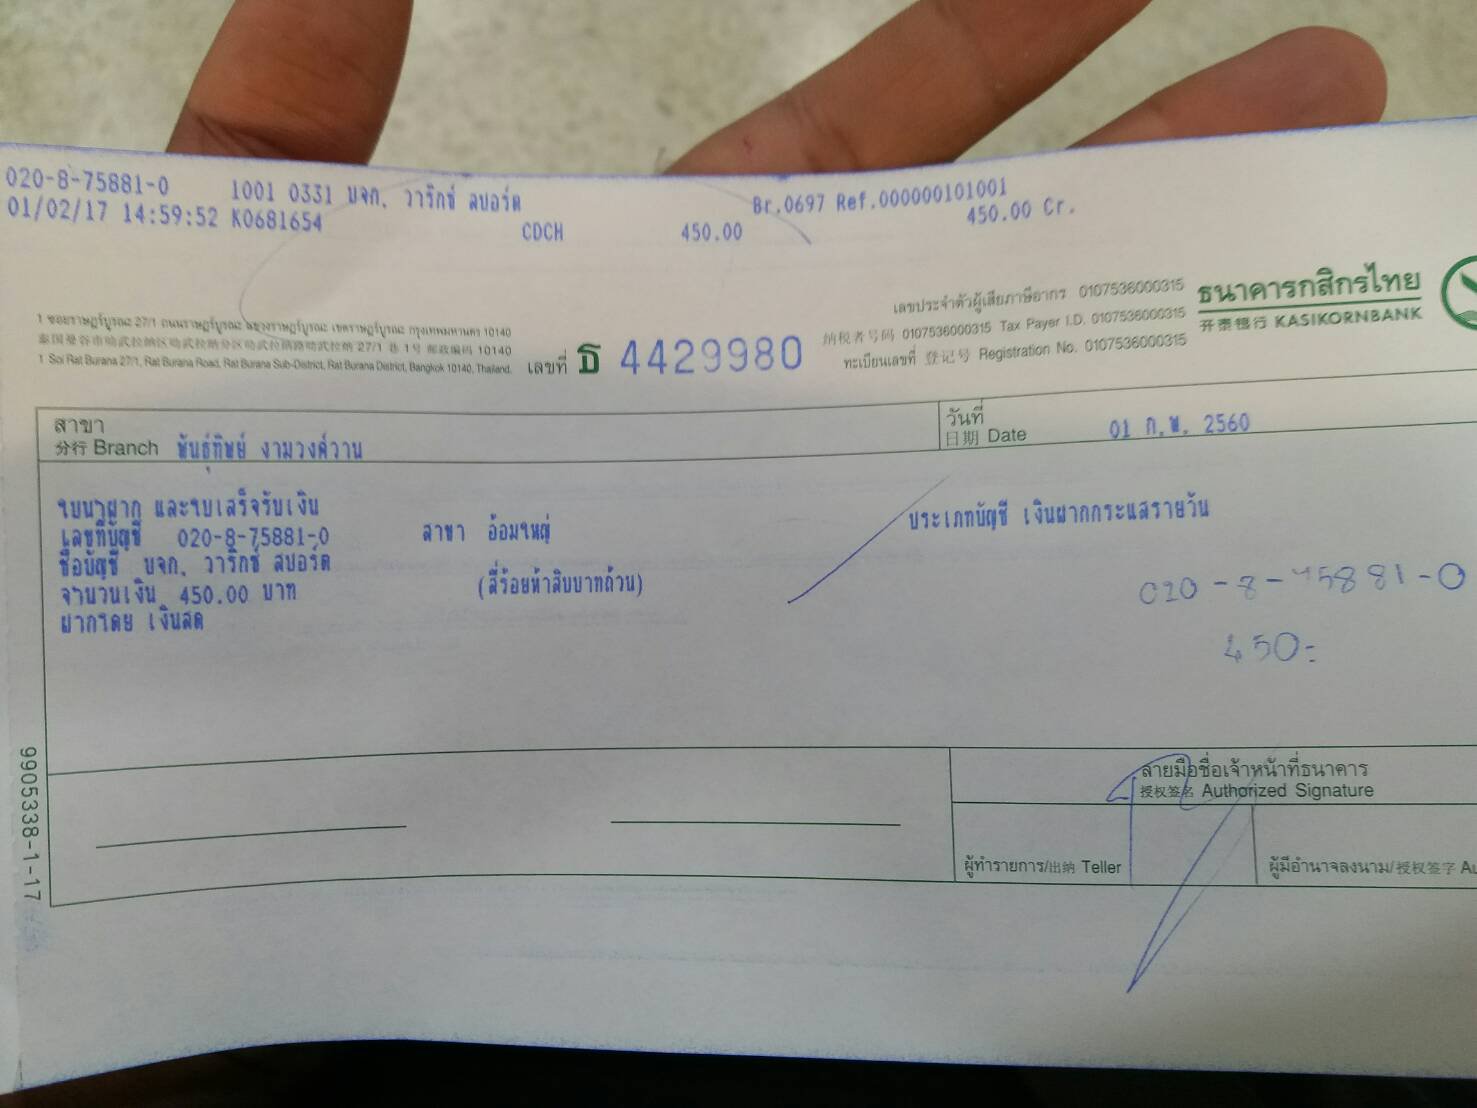 020-8-75881-0 1001 0331 บจก. วาริกซ์ สปอร์ต Br.0697 Ref.000000101001
01/02/17 14:59:52 K0681654 CDCH 450.00 450.00 Cr.
ธนาคารกสิกรไทย
开泰银行 KASIKORNBANK
เลขประจำตัวผู้เสียภาษีอากร 0107536000315
纳税者号码 0107536000315 Tax Payer I.D. 0107536000315
ทะเบียนเลขที่ 登记号 Registration No. 0107536000315
1 ซอยราษฎร์บูรณะ 27/1 ถนนราษฎร์บูรณะ แขวงราษฎร์บูรณะ เขตราษฎร์บูรณะ กรุงเทพมหานคร 10140
27/1 巷 1 号 邮政编码 10140
1 Soi Rat Burana 27/1, Rat Burana Road, Rat Burana Sub-District, Rat Burana District, Bangkok 10140, Thailand.
เลขที่ ธ 4429980
สาขา
分行 Branch พันธุ์ทิพย์ งามวงศ์วาน
วันที่
日期 Date 01 ก.พ. 2560
ใบนำฝาก และใบเสร็จรับเงิน
ประเภทบัญชี เงินฝากกระแสรายวัน
เลขที่บัญชี 020-8-75881-0 สาขา อ้อมใหญ่
ชื่อบัญชี บจก. วาริกซ์ สปอร์ต
จำนวนเงิน 450.00 บาท (สี่ร้อยห้าสิบบาทถ้วน)
ฝากโดย เงินสด
020-8-75881-0
450=
ลายมือชื่อเจ้าหน้าที่ธนาคาร
授权签名 Authorized Signature
ผู้ทำรายการ/出纳 Teller
ผู้มีอำนาจลงนาม/授权签字 Au
9905338-1-17